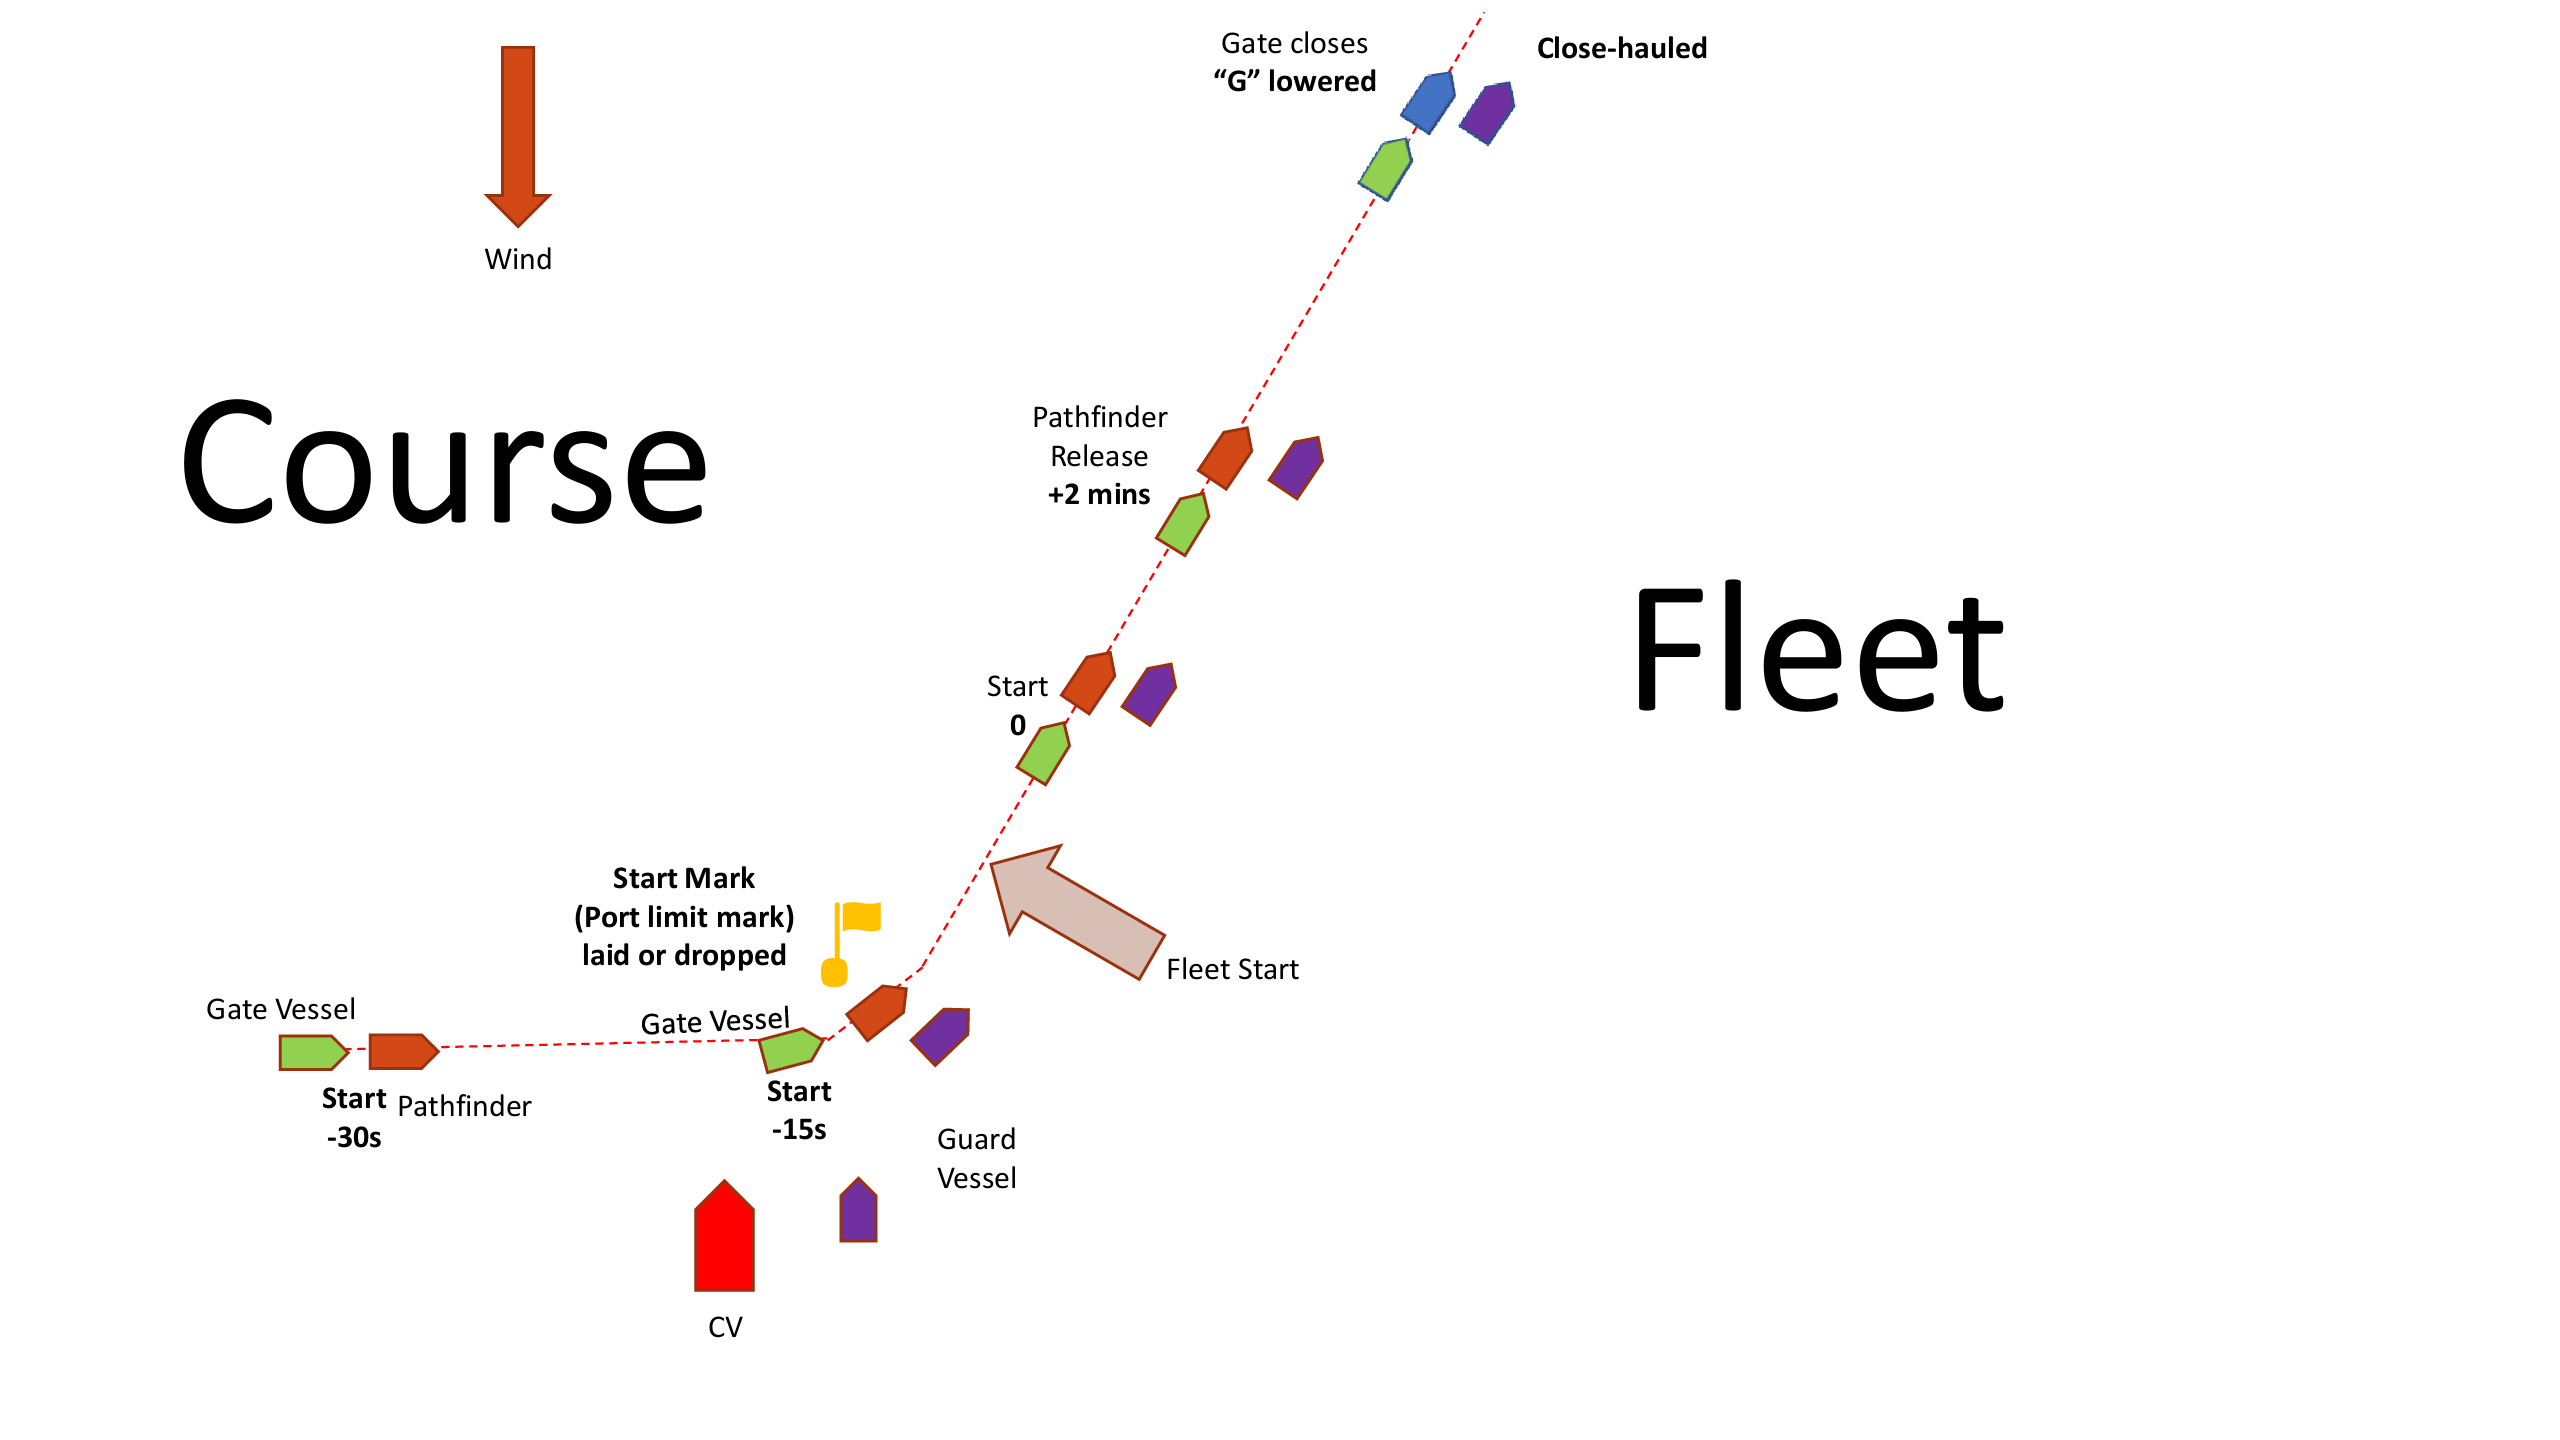 Gate closes
“G” lowered
Close-hauled
Wind
Course
Pathfinder
Release
+2 mins
Fleet
Start
0
Start Mark
(Port limit mark)
laid or dropped
Fleet Start
Gate Vessel
Gate Vessel
Start
-30s
Pathfinder
Start
-15s
Guard
Vessel
CV